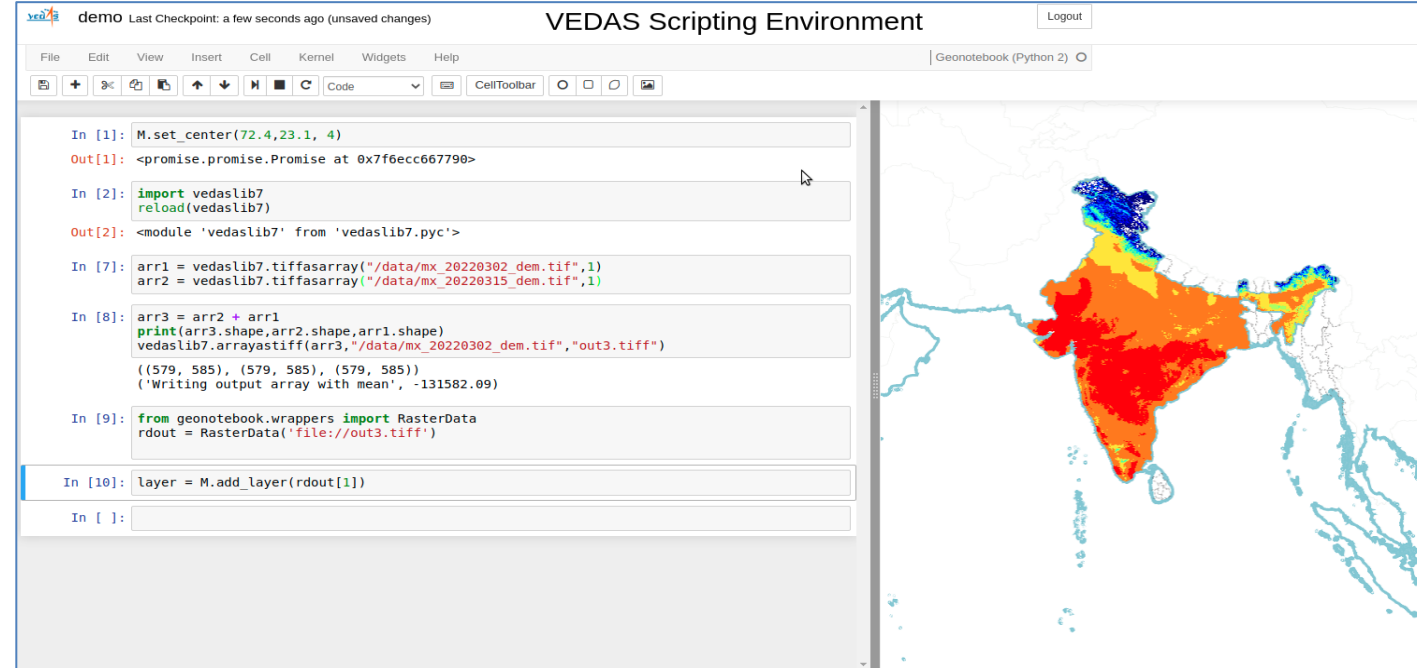 vedas
demo Last Checkpoint: a few seconds ago (unsaved changes)
VEDAS Scripting Environment
Logout
File Edit View Insert Cell Kernel Widgets Help
Geonotebook (Python 2)
Code
CellToolbar
In [1]: M.set_center(72.4,23.1, 4)
Out[1]: <promise.promise.Promise at 0x7f6ecc667790>
In [2]: import vedaslib7
reload(vedaslib7)
Out[2]: <module 'vedaslib7' from 'vedaslib7.pyc'>
In [7]: arr1 = vedaslib7.tiffasarray("/data/mx_20220302_dem.tif",1)
arr2 = vedaslib7.tiffasarray("/data/mx_20220315_dem.tif",1)
In [8]: arr3 = arr2 + arr1
print(arr3.shape,arr2.shape,arr1.shape)
vedaslib7.arrayastiff(arr3,"/data/mx_20220302_dem.tif","out3.tiff")
((579, 585), (579, 585), (579, 585))
('Writing output array with mean', -131582.09)
In [9]: from geonotebook.wrappers import RasterData
rdout = RasterData('file://out3.tiff')
In [10]: layer = M.add_layer(rdout[1])
In [ ]: